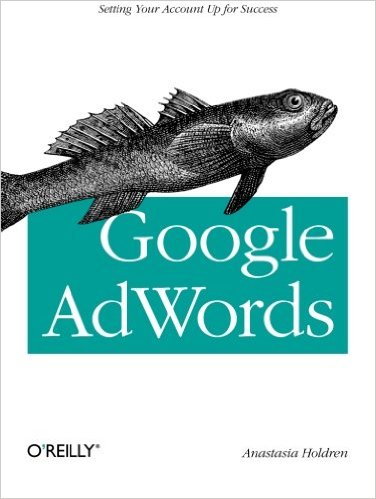 Setting Your Account Up for Success
Google
AdWords
O'REILLY®
Anastasia Holdren